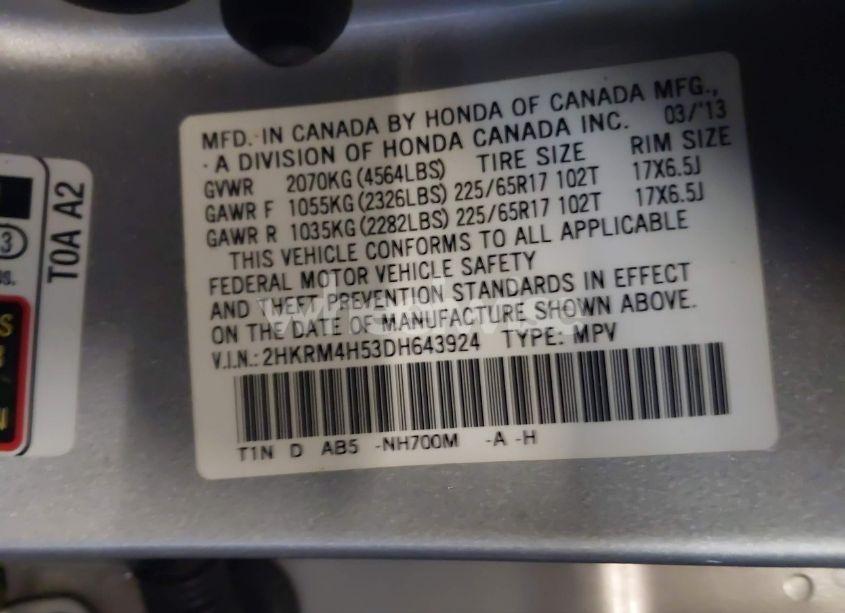 MFD. IN CANADA BY HONDA OF CANADA MFG.,
A DIVISION OF HONDA CANADA INC. 03/'13
GVWR 2070KG (4564LBS) TIRE SIZE RIM SIZE
GAWR F 1055KG (2326LBS) 225/65R17 102T 17X6.5J
GAWR R 1035KG (2282LBS) 225/65R17 102T 17X6.5J
THIS VEHICLE CONFORMS TO ALL APPLICABLE
FEDERAL MOTOR VEHICLE SAFETY
AND THEFT PREVENTION STANDARDS IN EFFECT
ON THE DATE OF MANUFACTURE SHOWN ABOVE.
V.I.N.: 2HKRM4H53DH643924 TYPE: MPV
T1N D AB5 -NH700M -A -H
T0A A2
3
S
N